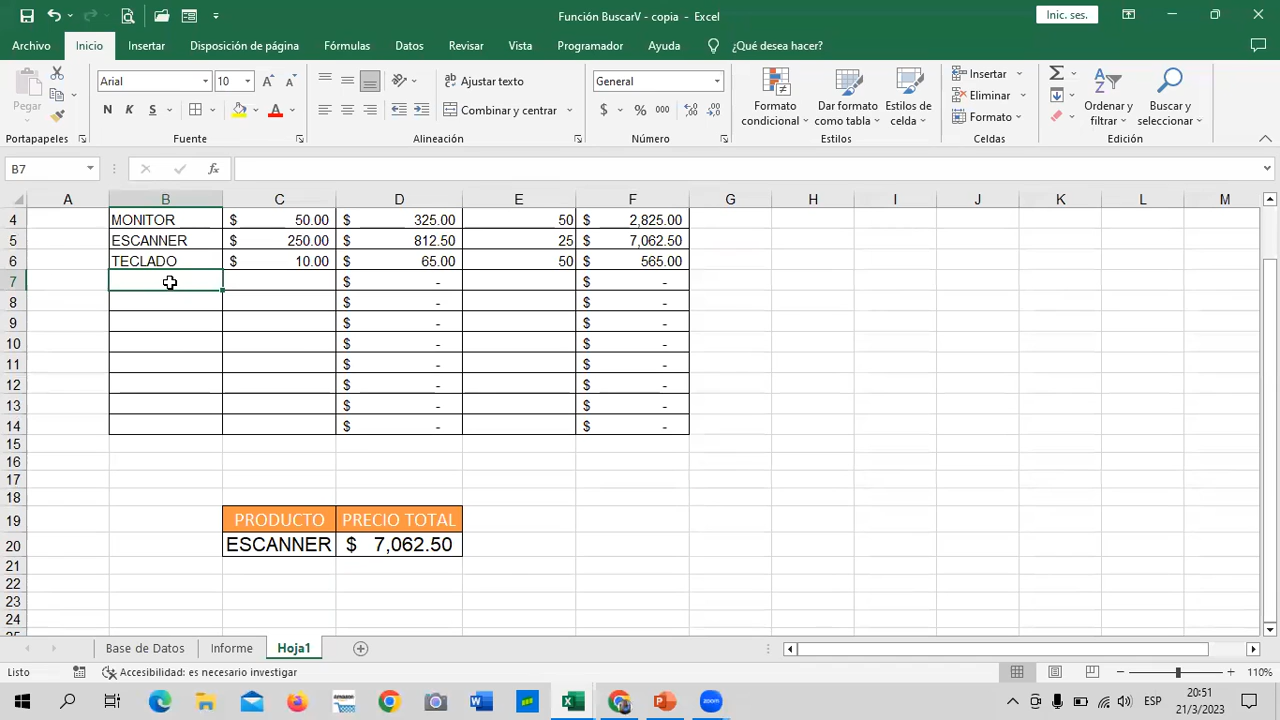 Función BuscarV - copia - Excel
Inic. ses.
Archivo Inicio Insertar Disposición de página Fórmulas Datos Revisar Vista Programador Ayuda ¿Qué desea hacer?
Pegar
Arial 10
N K S
Ajustar texto
Combinar y centrar
General
$ % 000
Formato condicional
Dar formato como tabla
Estilos de celda
Insertar
Eliminar
Formato
Ordenar y filtrar
Buscar y seleccionar
Portapapeles Fuente Alineación Número Estilos Celdas Edición
B7 fx
A B C D E F G H I J K L M
4 MONITOR $ 50.00 $ 325.00 50 $ 2,825.00
5 ESCANNER $ 250.00 $ 812.50 25 $ 7,062.50
6 TECLADO $ 10.00 $ 65.00 50 $ 565.00
7 $ - $ -
8 $ - $ -
9 $ - $ -
10 $ - $ -
11 $ - $ -
12 $ - $ -
13 $ - $ -
14 $ - $ -
15
16
17
18
19 PRODUCTO PRECIO TOTAL
20 ESCANNER $ 7,062.50
21
22
23
24
Base de Datos Informe Hoja1
Listo Accesibilidad: es necesario investigar 110%
ESP 20:51
21/3/2023